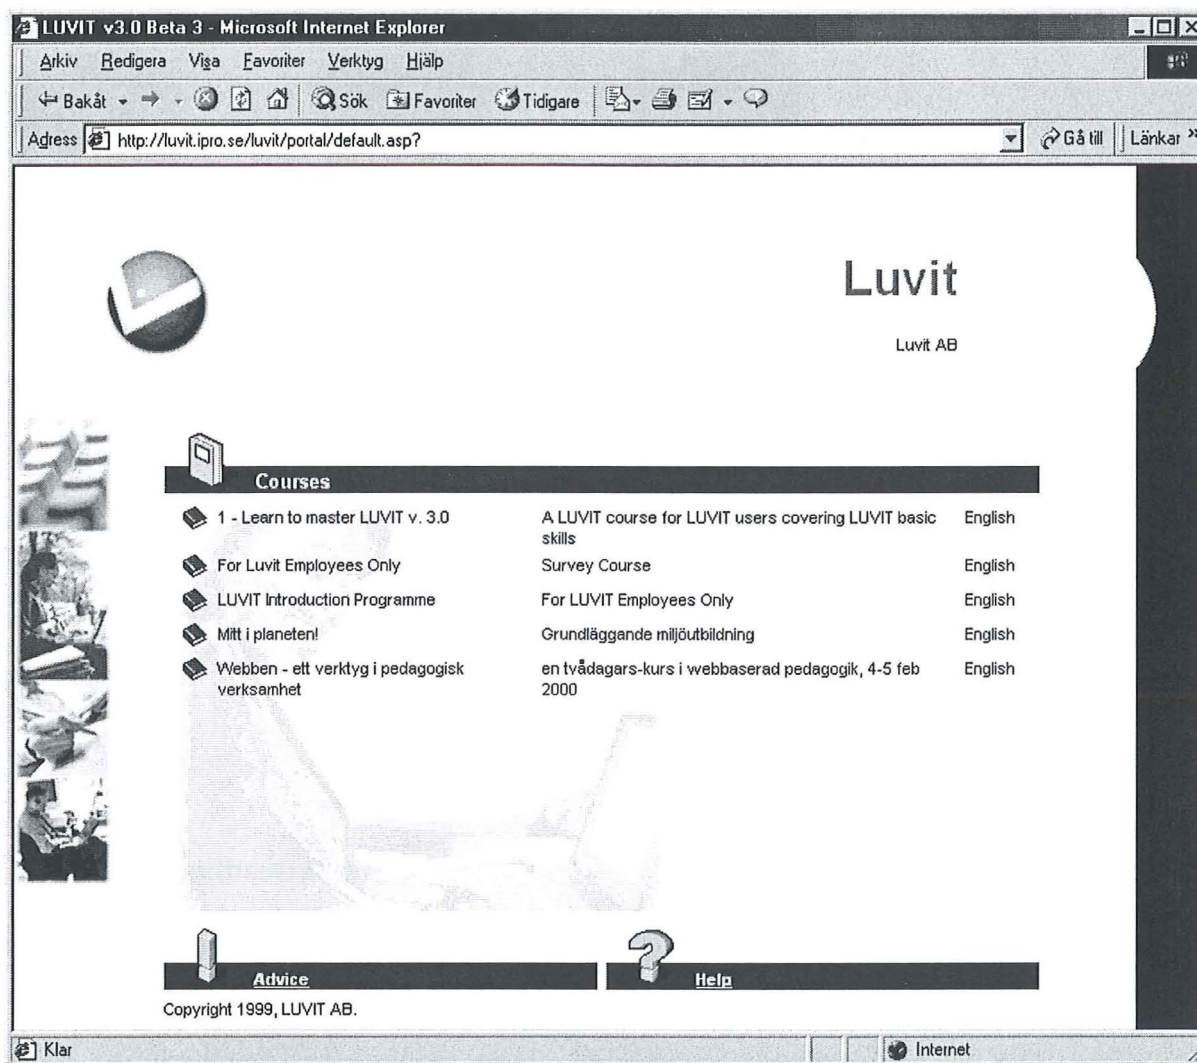 LUVIT v3.0 Beta 3 - Microsoft Internet Explorer
Arkiv Redigera Visa Favoriter Verktyg Hjälp
Bakåt Sök Favoriter Tidigare
Adress http://luvit.ipro.se/luvit/portal/default.asp? Gå till Länkar »
Luvit
Luvit AB
Courses
1 - Learn to master LUVIT v. 3.0 A LUVIT course for LUVIT users covering LUVIT basic English
skills
For Luvit Employees Only Survey Course English
LUVIT Introduction Programme For LUVIT Employees Only English
Mitt i planeten! Grundläggande miljöutbildning English
Webben - ett verktyg i pedagogisk en tvådagars-kurs i webbaserad pedagogik, 4-5 feb English
verksamhet 2000
Advice Help
Copyright 1999, LUVIT AB.
Klar Internet